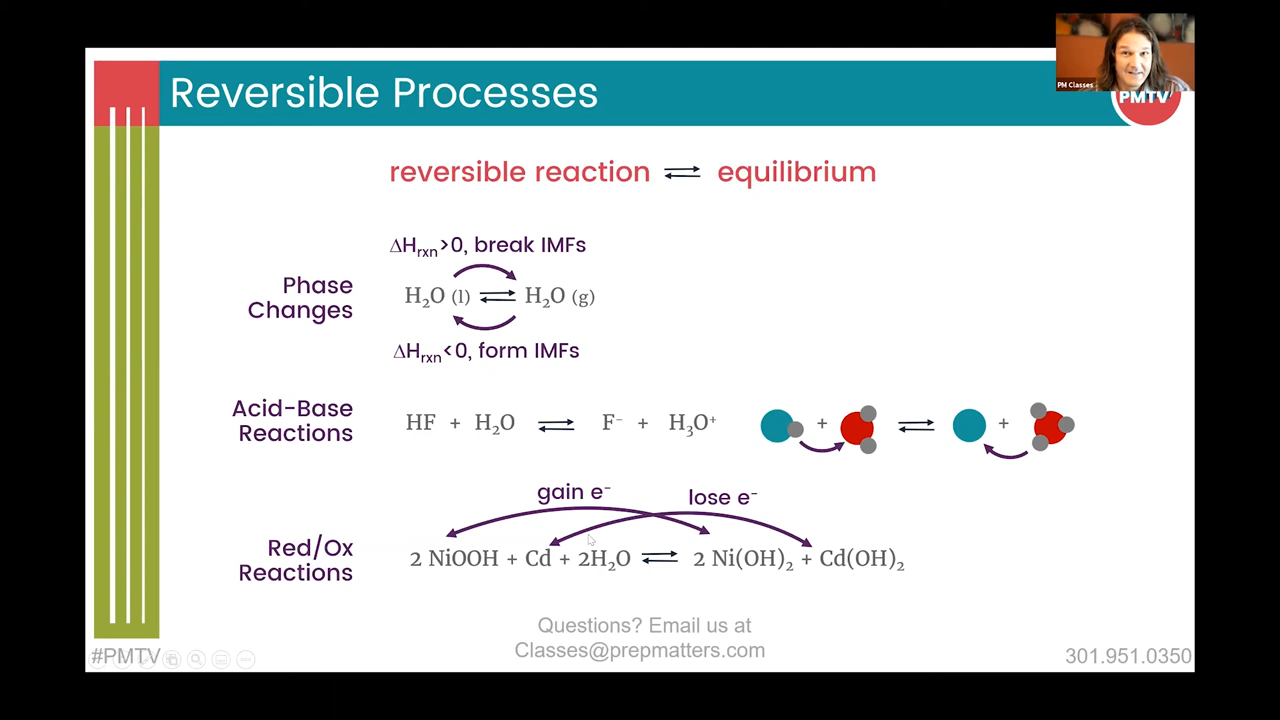 PM Classes
PMTV
Reversible Processes
reversible reaction ⇌ equilibrium
ΔHrxn>0, break IMFs
Phase
Changes
H₂O (l) ⇌ H₂O (g)
ΔHrxn<0, form IMFs
Acid-Base
Reactions
HF + H₂O ⇌ F⁻ + H₃O⁺
+ ⇌ +
gain e⁻
lose e⁻
Red/Ox
Reactions
2 NiOOH + Cd + 2H₂O ⇌ 2 Ni(OH)₂ + Cd(OH)₂
Questions? Email us at
Classes@prepmatters.com
#PMTV
301.951.0350